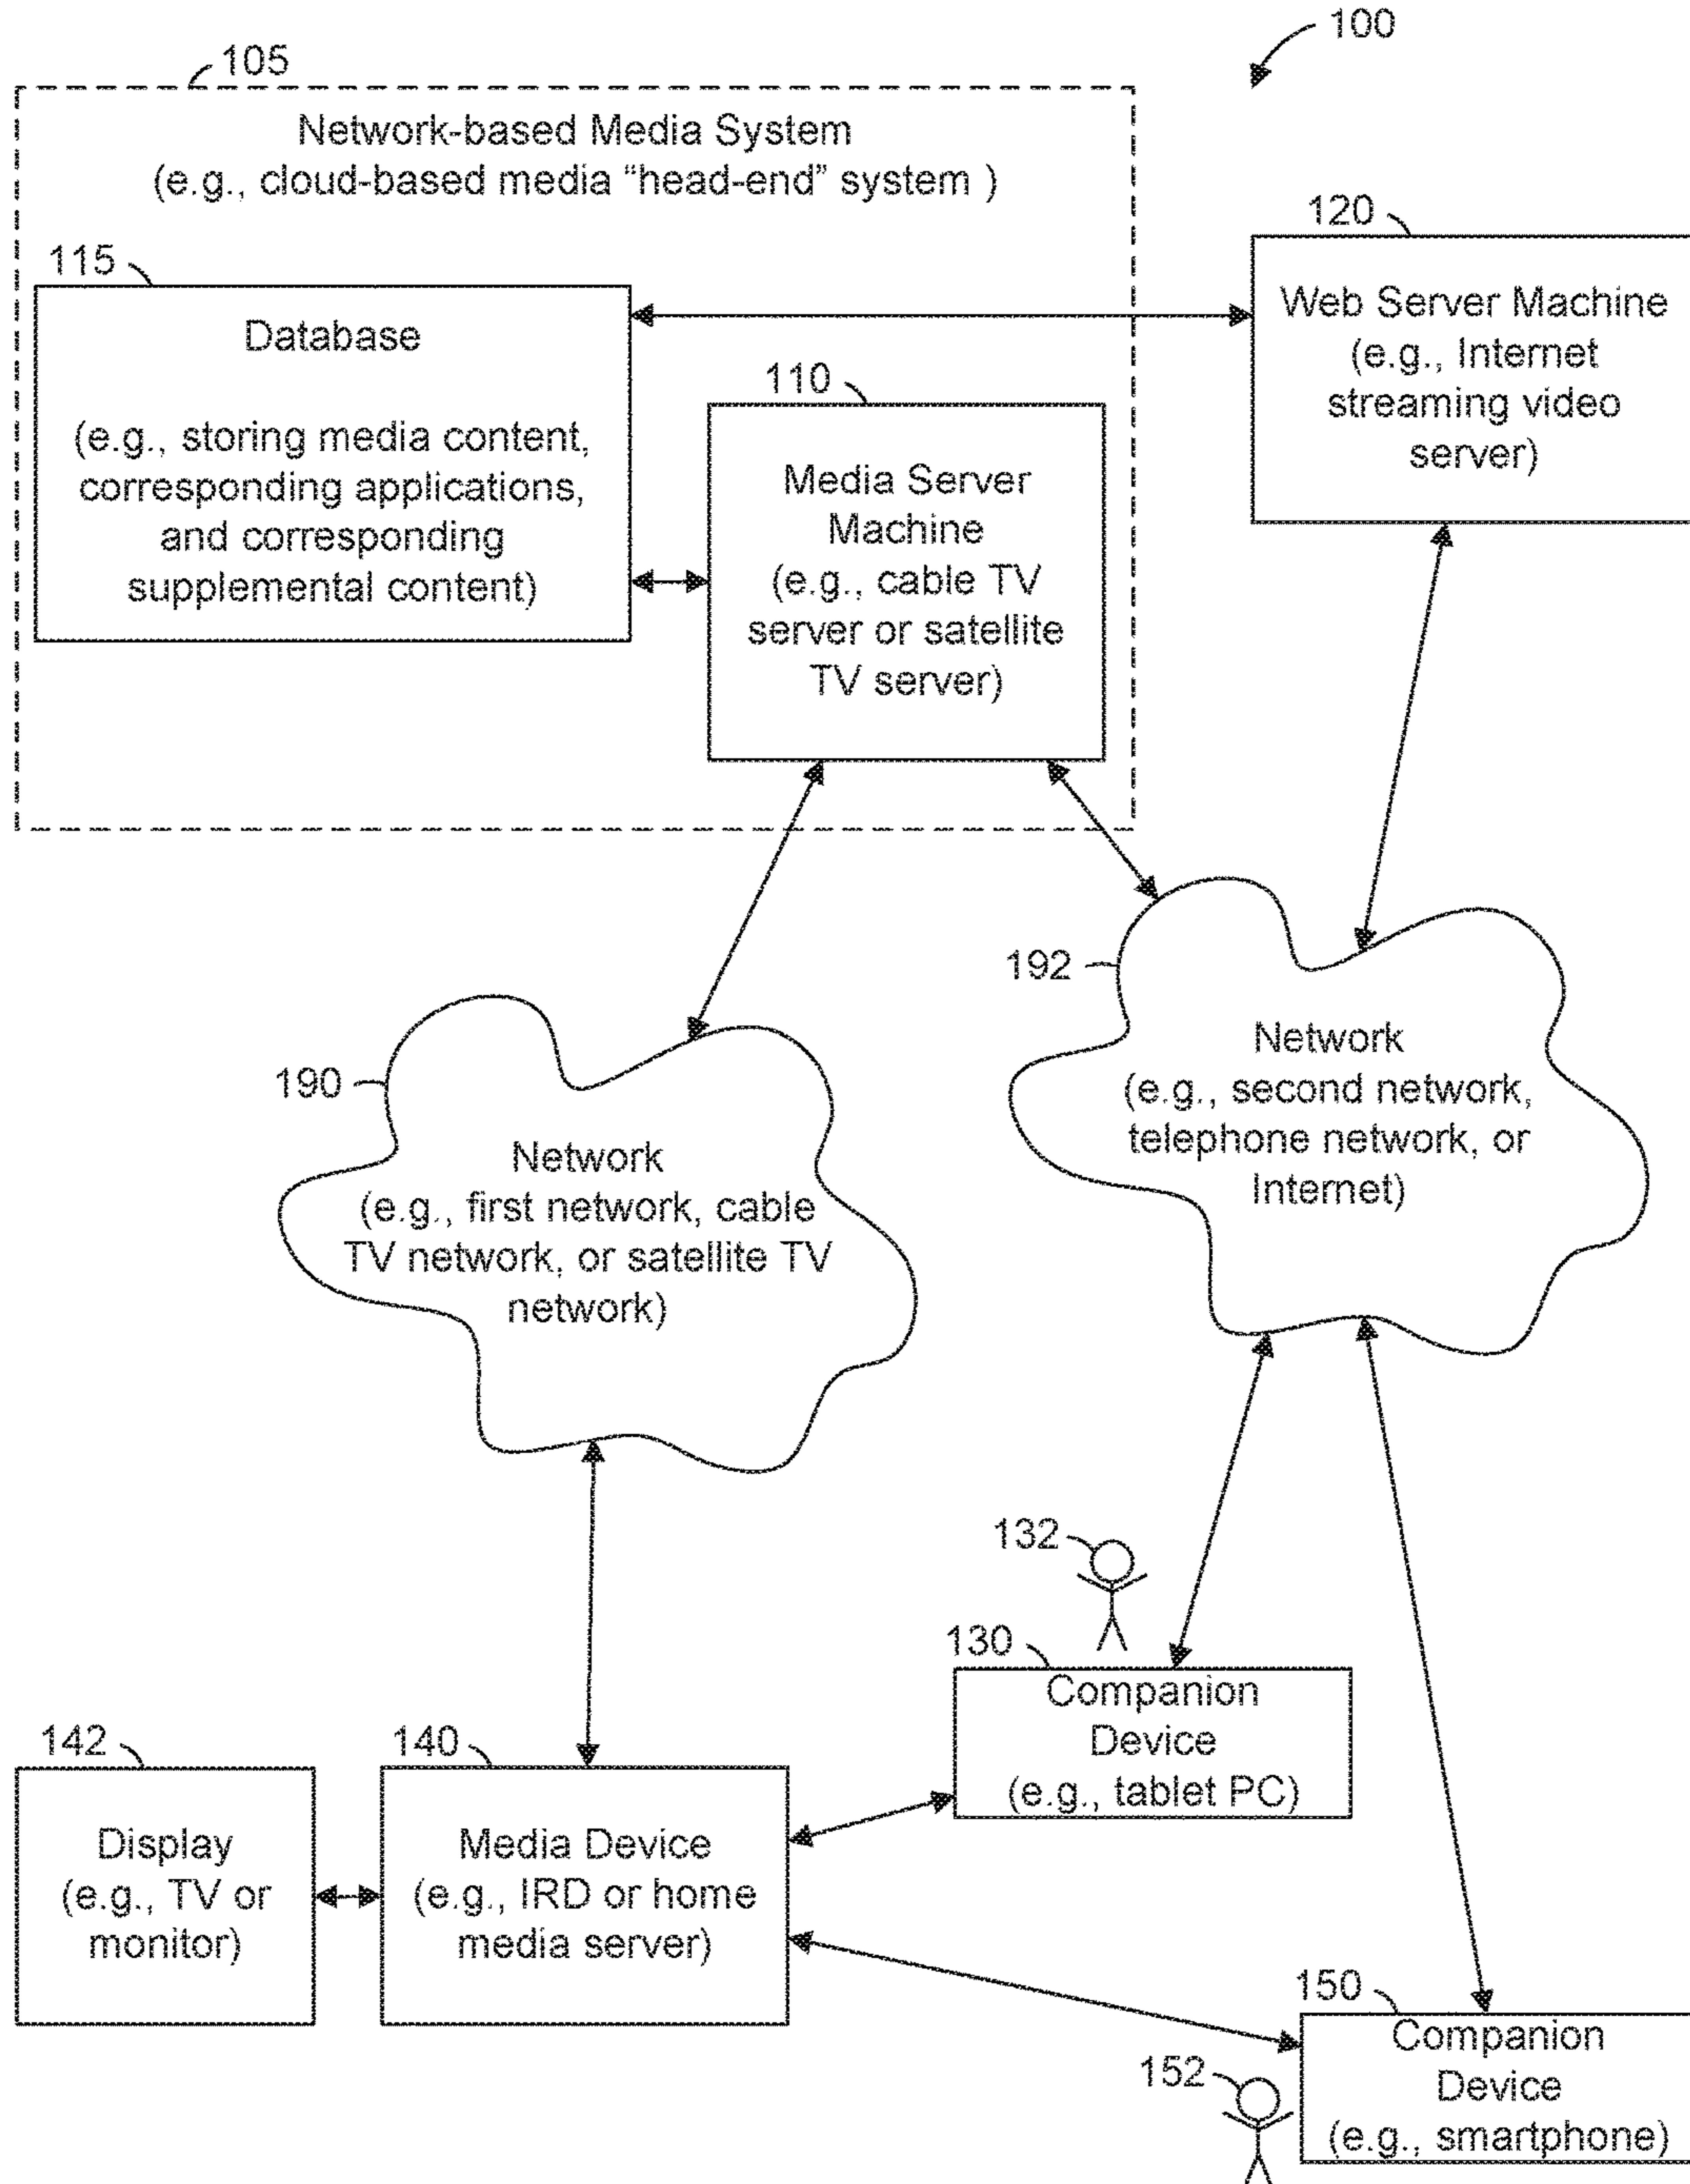 100
105
Network-based Media System
(e.g., cloud-based media “head-end” system )
120
115
Web Server Machine
(e.g., Internet
streaming video
server)
Database
(e.g., storing media content,
corresponding applications,
and corresponding
supplemental content)
110
Media Server
Machine
(e.g., cable TV
server or satellite
TV server)
192
Network
(e.g., second network,
telephone network, or
Internet)
190
Network
(e.g., first network, cable
TV network, or satellite TV
network)
132
130
Companion
Device
(e.g., tablet PC)
142
Display
(e.g., TV or
monitor)
140
Media Device
(e.g., IRD or home
media server)
150
Companion
Device
(e.g., smartphone)
152